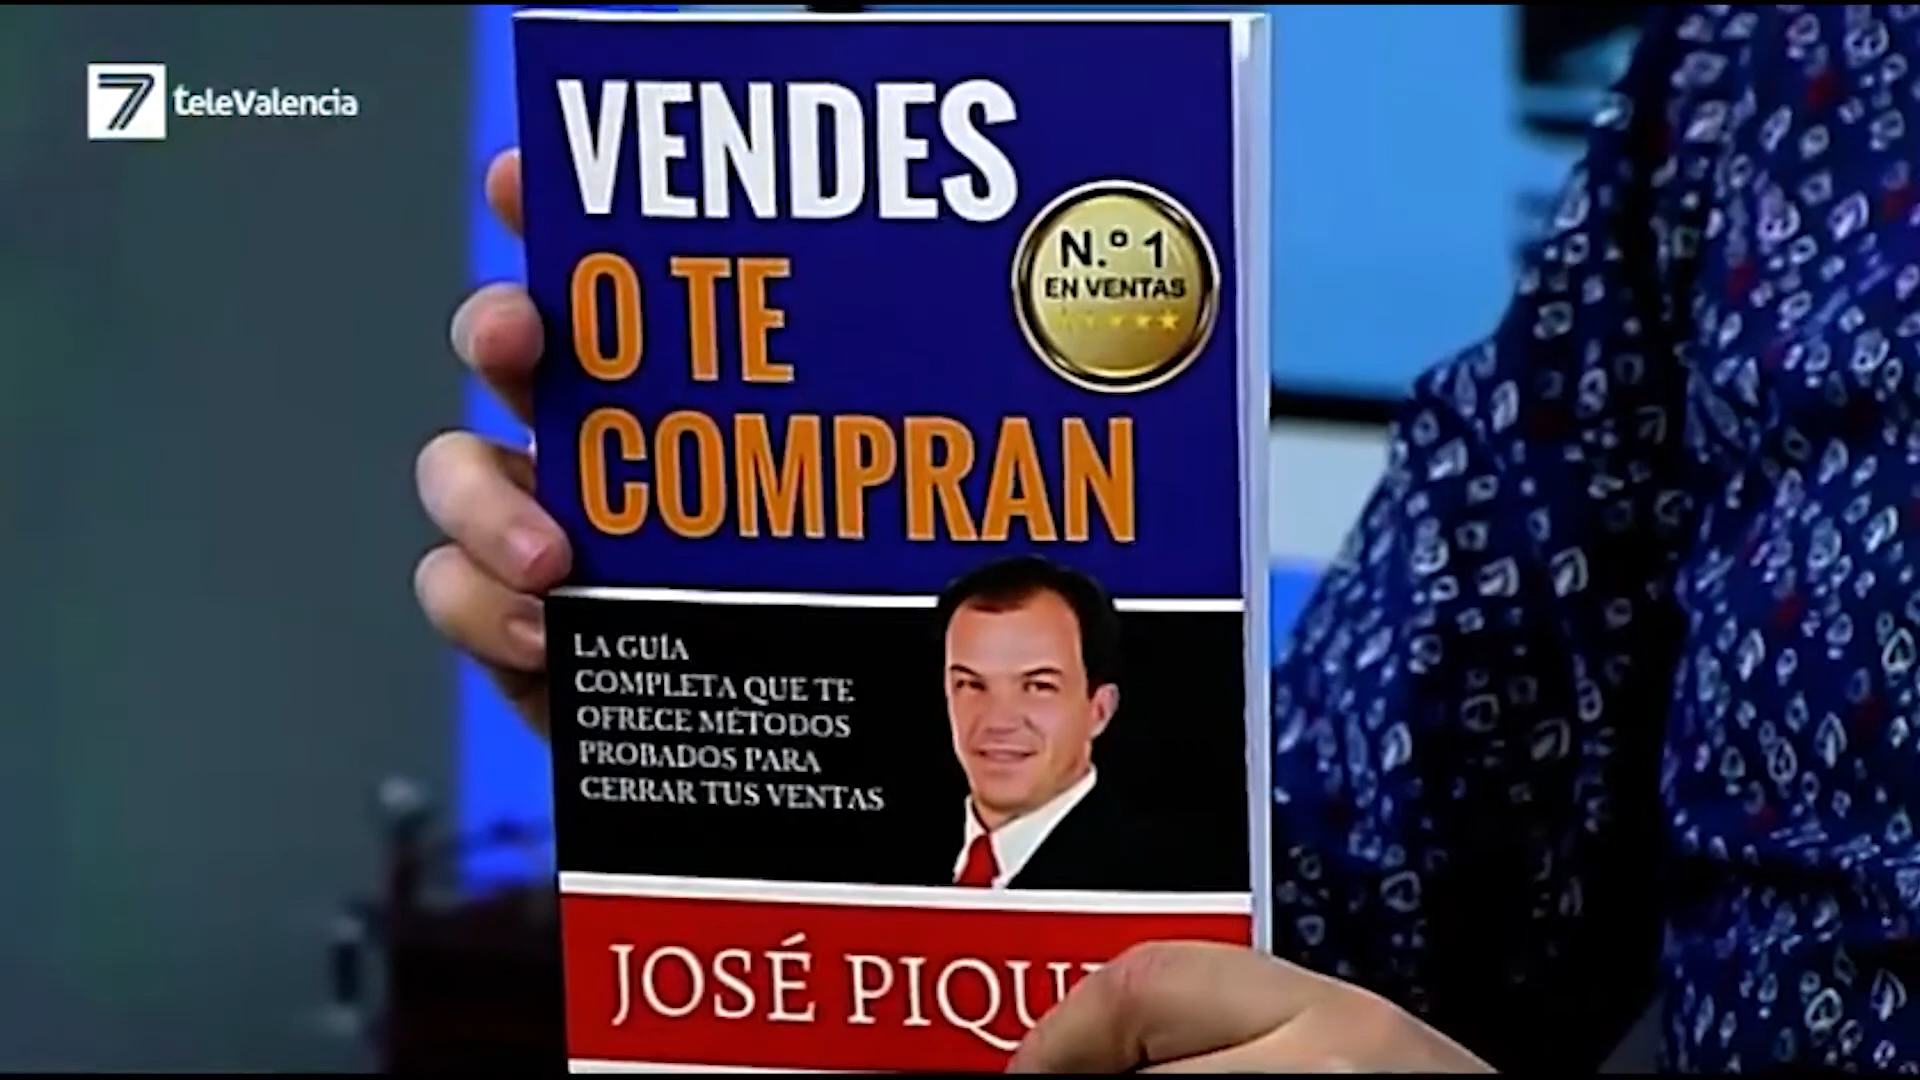 7 teleValencia
VENDES
O TE
COMPRAN
N.º 1
EN VENTAS
LA GUÍA
COMPLETA QUE TE
OFRECE MÉTODOS
PROBADOS PARA
CERRAR TUS VENTAS
JOSÉ